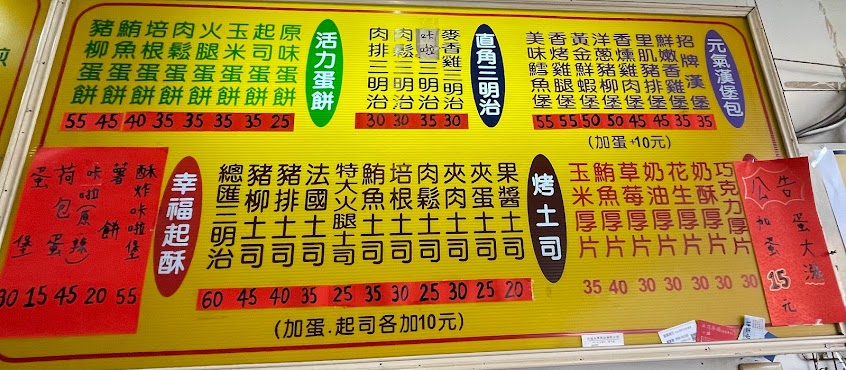 元氣漢堡包
招牌漢堡 35
鮮嫩香雞堡 35
里肌豬排堡 45
香燻雞肉堡 45
洋蔥豬柳堡 50
黃金鮮蝦堡 50
香烤雞腿堡 55
美味鱈魚堡 55
(加蛋+10元)
直角三明治
麥香雞三明治 30
咔啦三明治 35
肉鬆三明治 30
肉排三明治 30
活力蛋餅
原味蛋餅 25
起司蛋餅 35
玉米蛋餅 35
火腿蛋餅 35
肉鬆蛋餅 35
培根蛋餅 40
鮪魚蛋餅 45
豬柳蛋餅 55
公告
蛋大漲
加蛋15元
巧克力厚片 30
奶酥厚片 30
花生厚片 30
奶油厚片 30
草莓厚片 30
鮪魚厚片 40
玉米厚片 35
烤土司
果醬土司 20
夾蛋土司 25
夾肉土司 30
肉鬆土司 25
培根土司 30
鮪魚土司 35
特大火腿土司 25
法國土司 35
豬排土司 40
豬柳土司 45
總匯三明治 60
(加蛋.起司各加10元)
幸福起酥
酥炸咔啦堡 55
薯餅 20
咔啦原 45
荷包蛋 15
蛋堡 30